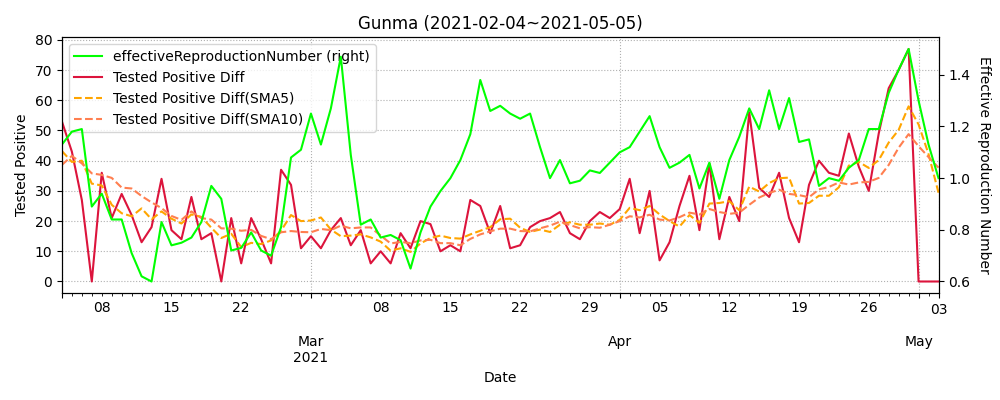 Gunma (2021-02-04~2021-05-05)
effectiveReproductionNumber (right)
Tested Positive Diff
Tested Positive Diff(SMA5)
Tested Positive Diff(SMA10)
Tested Positive
80
70
60
50
40
30
20
10
0
1.4
1.2
1.0
0.8
0.6
Effective Reproduction Number
08 15 22 08 15 22 29 05 12 19 26 03
Mar Apr May
2021
Date